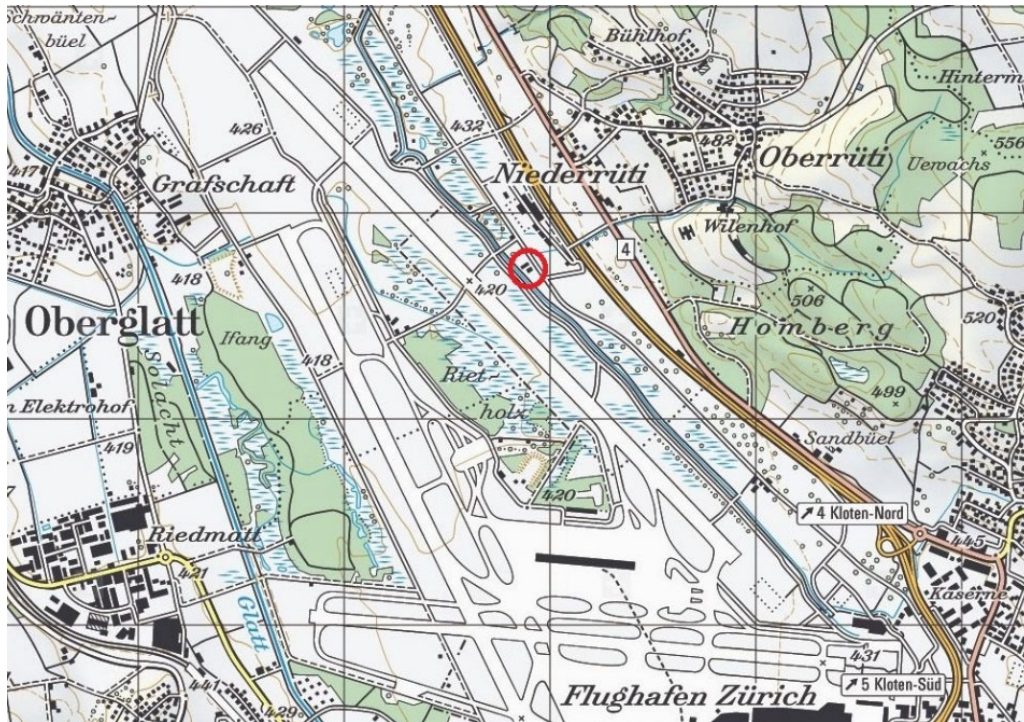 Schwänten-
büel
Bühlhof
Hinterm
426
432
482
Oberrüti
556
Uewachs
417
Grafschaft
Niederrüti
Wilenhof
4
418
420
506
520
Oberglatt
Ifang
418
Homberg
Schacht
Riet-
499
n Elektrohof
holz
Sandbüel
419
420
4 Kloten-Nord
Riedmatt
445
421
Kaserne
Glatt
431
441
Flughafen Zürich
5 Kloten-Süd
429